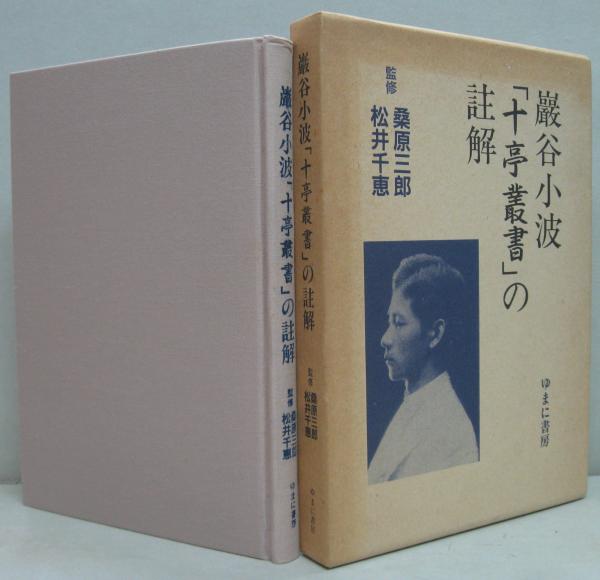 巖谷小波
「十亭叢書」の
註解
監修
桑原三郎
松井千恵
ゆまに書房
巖谷小波「十亭叢書」の註解
監修
桑原三郎
松井千恵
ゆまに書房
巖谷小波「十亭叢書」の註解
監修
桑原三郎
松井千恵
ゆまに書房